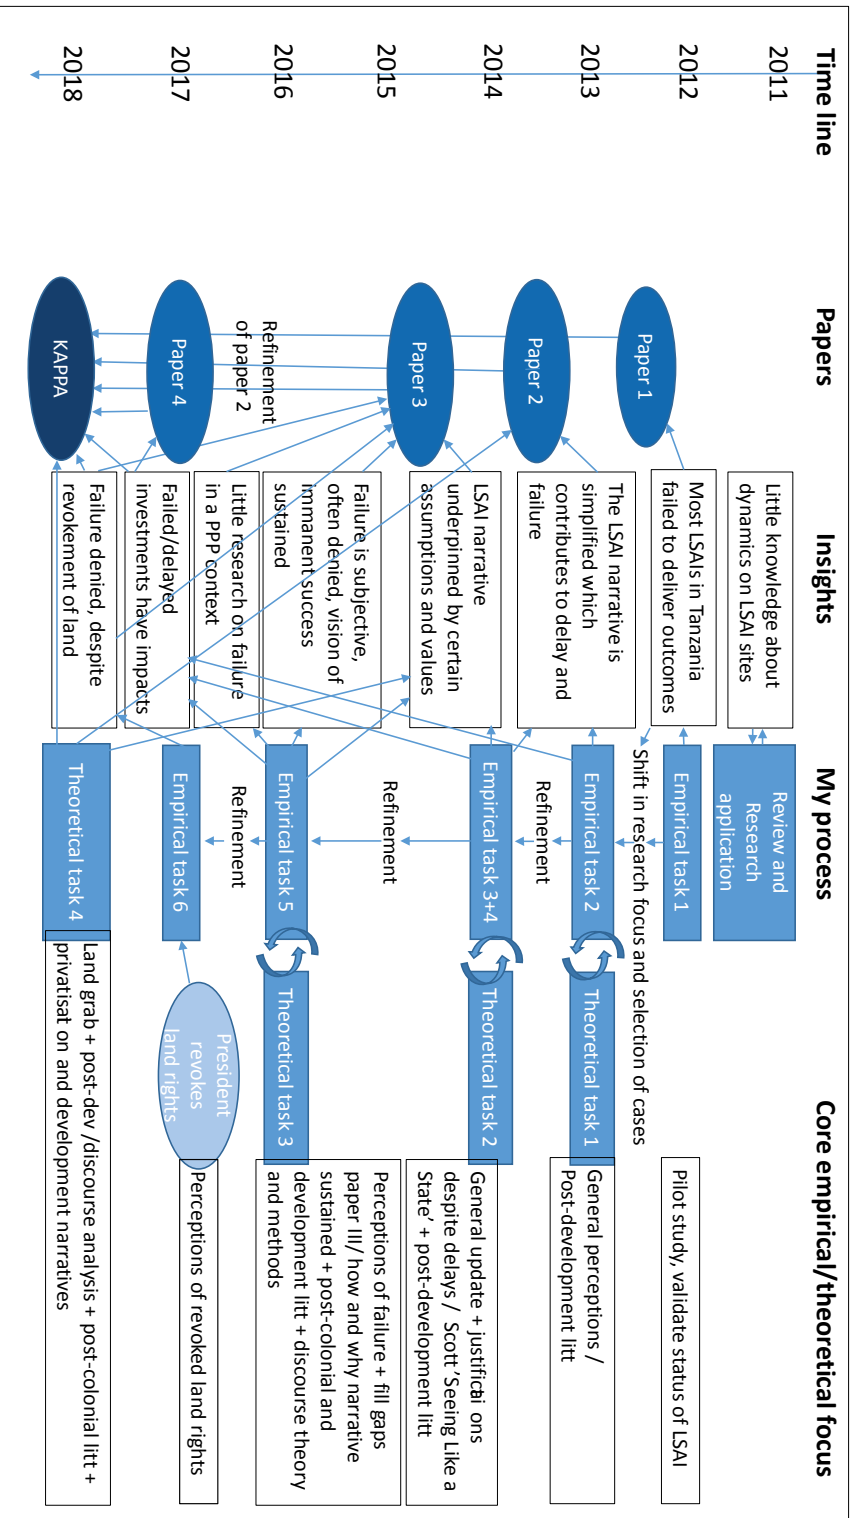 Time line
2011
2012
2013
2014
2015
2016
2017
2018
Papers
Paper 1
Paper 2
Paper 3
Refinement
of paper 2
Paper 4
KAPPA
Insights
Little knowledge about
dynamics on LSAI sites
Most LSAIs in Tanzania
failed to deliver outcomes
The LSAI narrative is
simplified which
contributes to delay and
failure
LSAI narrative
underpinned by certain
assumptions and values
Failure is subjective,
often denied, vision of
immanent success
sustained
Little research on failure
in a PPP context
Failed/delayed
investments have impacts
Failure denied, despite
revokement of land
My process
Review and
Research
application
Empirical task 1
Shift in research focus and selection of cases
Empirical task 2
Theoretical task 1
Refinement
Empirical task 3+4
Theoretical task 2
Refinement
Empirical task 5
Theoretical task 3
Refinement
Empirical task 6
President
revokes
land rights
Theoretical task 4
Core empirical/theoretical focus
Pilot study, validate status of LSAI
General perceptions /
Post-development litt
General update + justificati ons
despite delays / Scott ’Seeing Like a
State’ + post-development litt
Perceptions of failure + fill gaps
paper III/ how and why narrative
sustained + post-colonial and
development litt + discourse theory
and methods
Perceptions of revoked land rights
Land grab + post-dev /discourse analysis + post-colonial litt +
privatisat on and development narratives